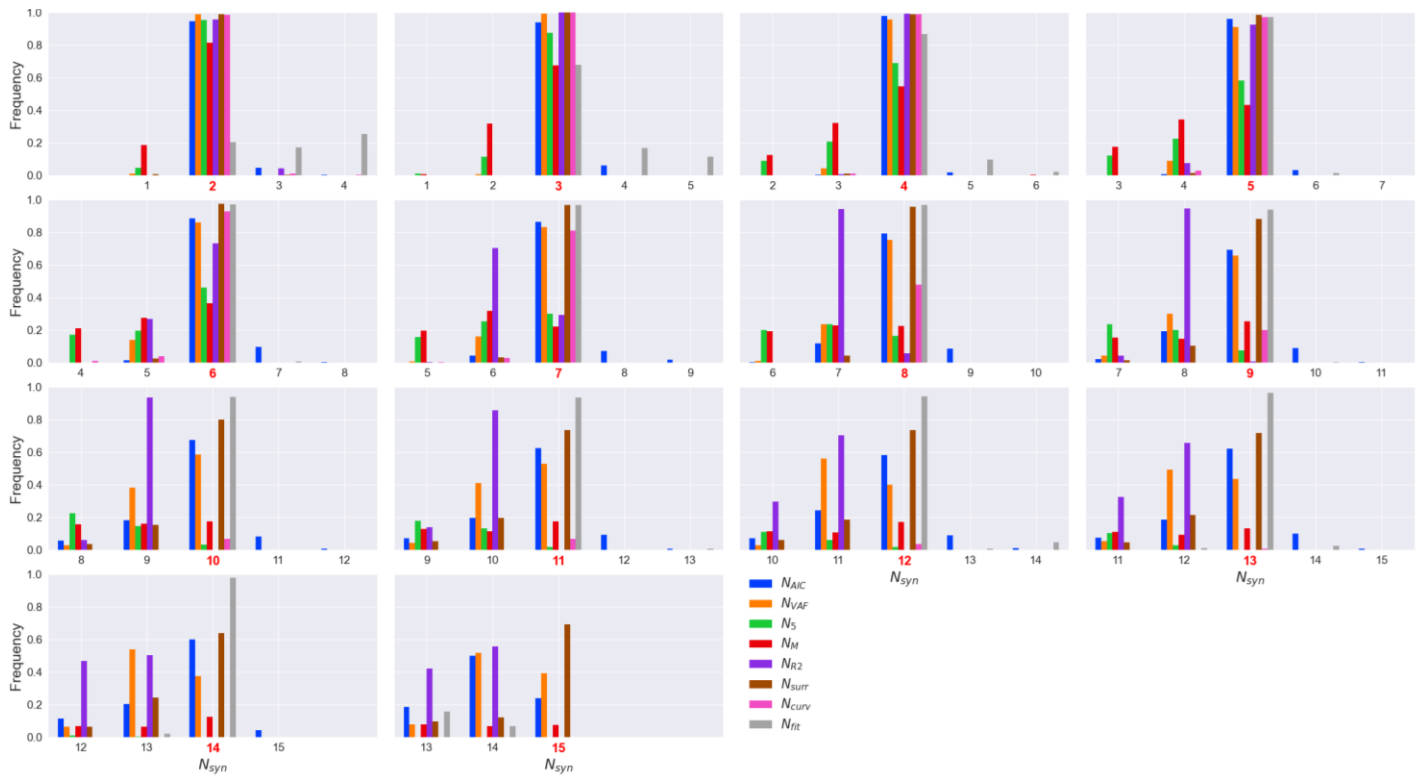 1.0
0.8
0.6
0.4
0.2
0.0
Frequency
1 2 3 4
1 2 3 4 5
2 3 4 5 6
3 4 5 6 7
1.0
0.8
0.6
0.4
0.2
0.0
Frequency
4 5 6 7 8
5 6 7 8 9
6 7 8 9 10
7 8 9 10 11
1.0
0.8
0.6
0.4
0.2
0.0
Frequency
8 9 10 11 12
9 10 11 12 13
10 11 12 13 14
N_syn
11 12 13 14 15
N_syn
1.0
0.8
0.6
0.4
0.2
0.0
Frequency
12 13 14 15
N_syn
13 14 15
N_syn
N_AIC
N_VAF
N_5
N_M
N_R2
N_surr
N_curv
N_fit